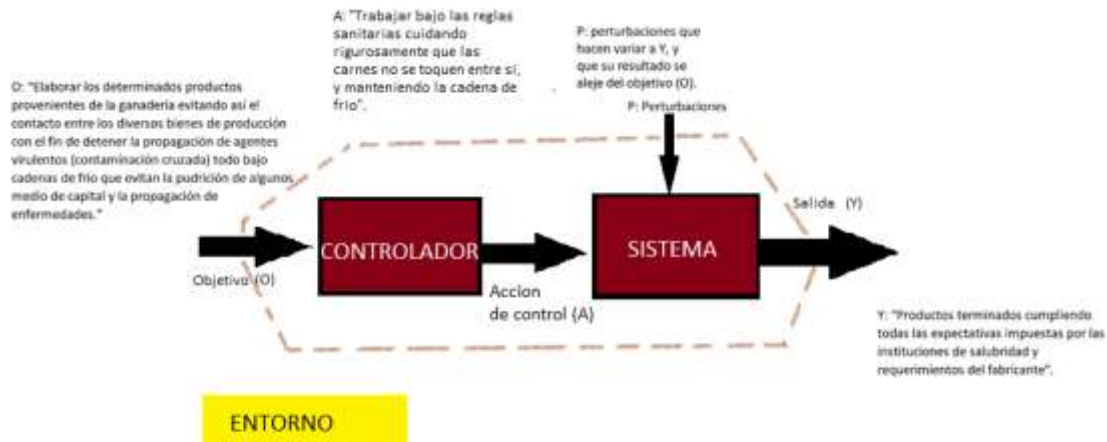 A: "Trabajar bajo las reglas
sanitarias cuidando
rigurosamente que las
carnes no se toquen entre sí,
y manteniendo la cadena de
frio".
P: perturbaciones que
hacen variar a Y, y
que su resultado se
aleje del objetivo (O).
P: Perturbaciones
O: "Elaborar los determinados productos
provenientes de la ganadería evitando así el
contacto entre los diversos bienes de producción
con el fin de detener la propagación de agentes
virulentos (contaminación cruzada) todo bajo
cadenas de frio que evitan la pudrición de algunos
medio de capital y la propagación de
enfermedades."
CONTROLADOR
SISTEMA
Salida (Y)
Objetivo (O)
Accion
de control (A)
Y: "Productos terminados cumpliendo
todas las expectativas impuestas por las
instituciones de salubridad y
requerimientos del fabricante".
ENTORNO